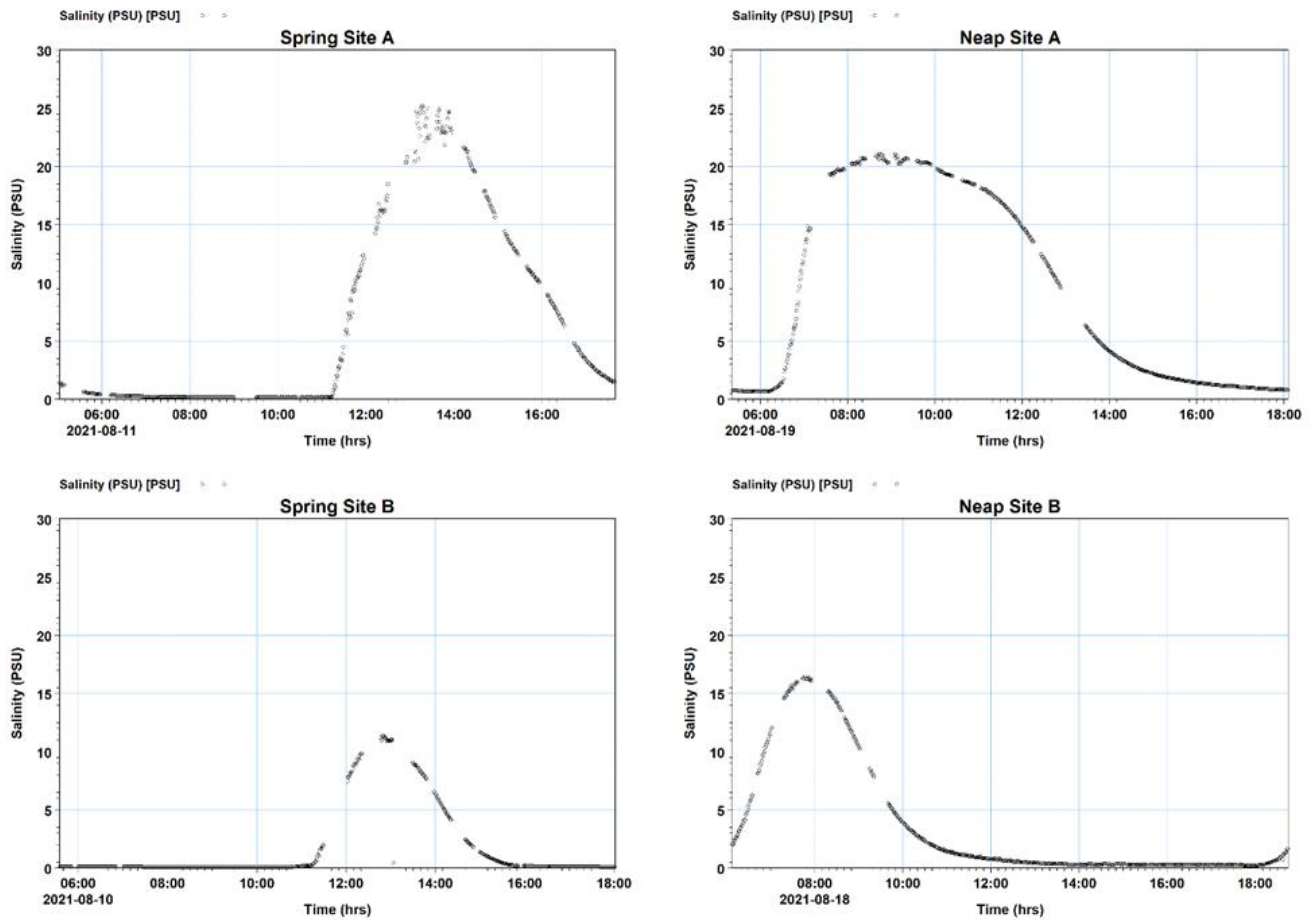 Salinity (PSU) [PSU]
Spring Site A
30
25
20
15
10
5
0
Salinity (PSU)
06:00 08:00 10:00 12:00 14:00 16:00
2021-08-11
Time (hrs)
Salinity (PSU) [PSU]
Neap Site A
30
25
20
15
10
5
0
Salinity (PSU)
06:00 08:00 10:00 12:00 14:00 16:00 18:00
2021-08-19
Time (hrs)
Salinity (PSU) [PSU]
Spring Site B
30
25
20
15
10
5
0
Salinity (PSU)
06:00 08:00 10:00 12:00 14:00 16:00 18:00
2021-08-10
Time (hrs)
Salinity (PSU) [PSU]
Neap Site B
30
25
20
15
10
5
0
Salinity (PSU)
08:00 10:00 12:00 14:00 16:00 18:00
2021-08-18
Time (hrs)